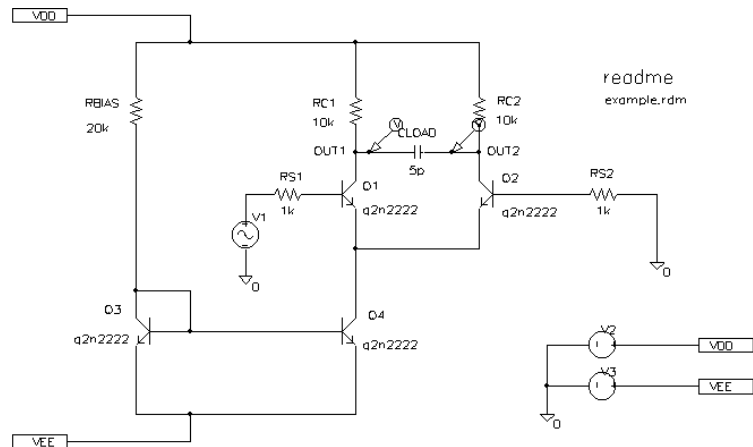 VDD
RBIAS
20k
RC1
10k
RC2
10k
readme
example.rdm
V
CLOAD
V
OUT1
5p
OUT2
RS1
1k
Q1
q2n2222
Q2
q2n2222
RS2
1k
V1
0
0
Q3
q2n2222
Q4
q2n2222
V2
VDD
V3
VEE
0
VEE